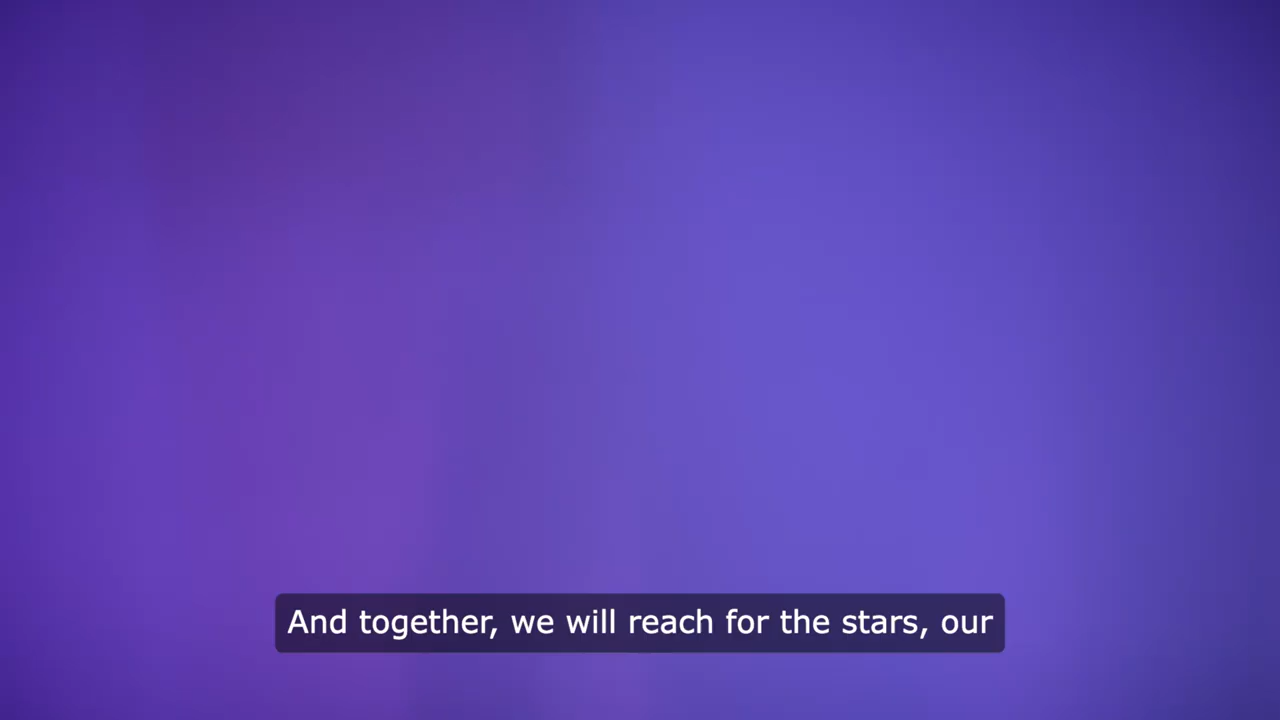 And together, we will reach for the stars, our